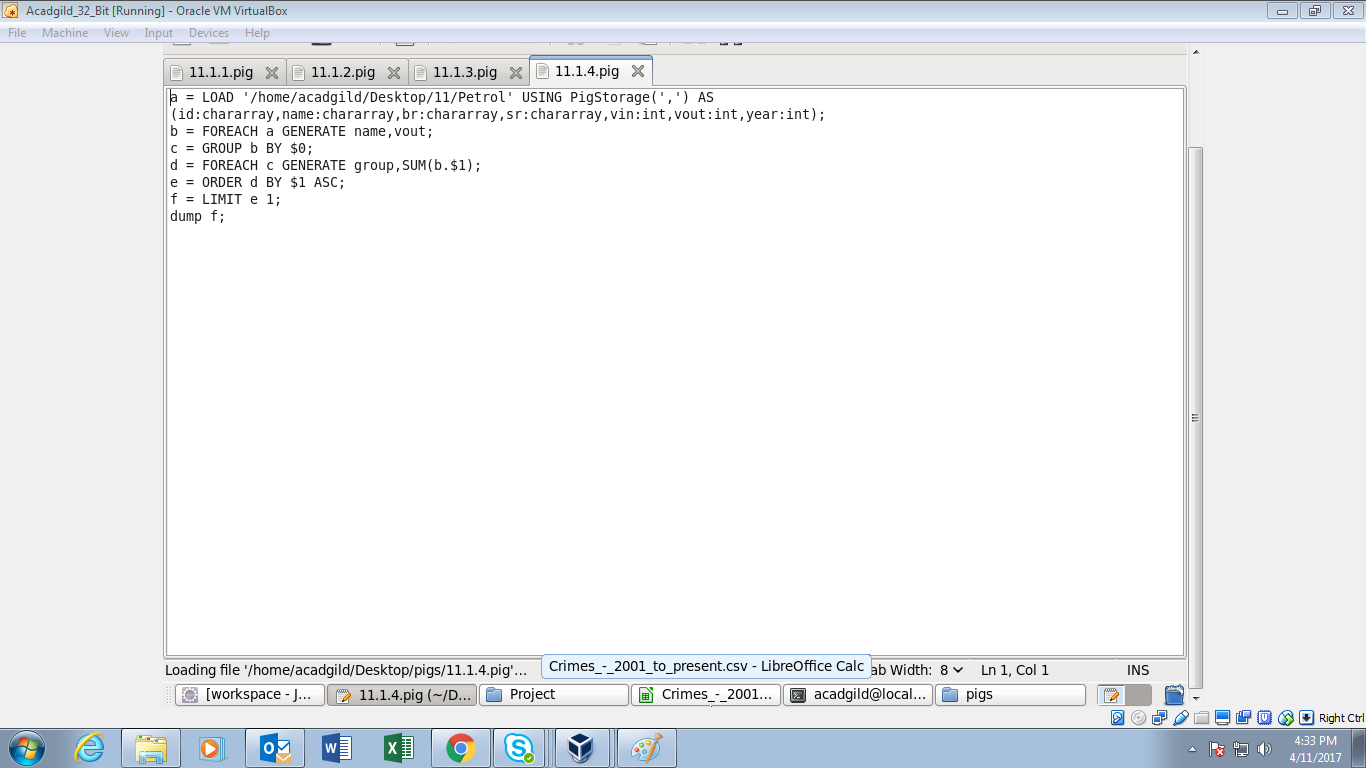 Acadgild_32_Bit [Running] - Oracle VM VirtualBox
File Machine View Input Devices Help
11.1.1.pig 11.1.2.pig 11.1.3.pig 11.1.4.pig
a = LOAD '/home/acadgild/Desktop/11/Petrol' USING PigStorage(',') AS
(id:chararray,name:chararray,br:chararray,sr:chararray,vin:int,vout:int,year:int);
b = FOREACH a GENERATE name,vout;
c = GROUP b BY $0;
d = FOREACH c GENERATE group,SUM(b.$1);
e = ORDER d BY $1 ASC;
f = LIMIT e 1;
dump f;
Loading file '/home/acadgild/Desktop/pigs/11.1.4.pig'... Crimes_-_2001_to_present.csv - LibreOffice Calc ab Width: 8 Ln 1, Col 1 INS
[workspace - J... 11.1.4.pig (~/D... Project Crimes_-_2001... acadgild@local... pigs
Right Ctrl
4:33 PM
4/11/2017